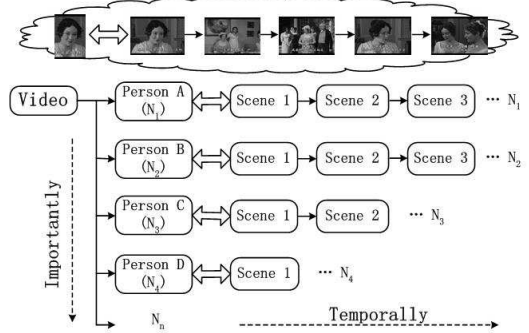 Video
Person A
(N₁)
Scene 1
Scene 2
Scene 3
··· N₁
Person B
(N₂)
Scene 1
Scene 2
Scene 3
··· N₂
Person C
(N₃)
Scene 1
Scene 2
··· N₃
Person D
(N₄)
Scene 1
··· N₄
Nₙ
Importantly
Temporally